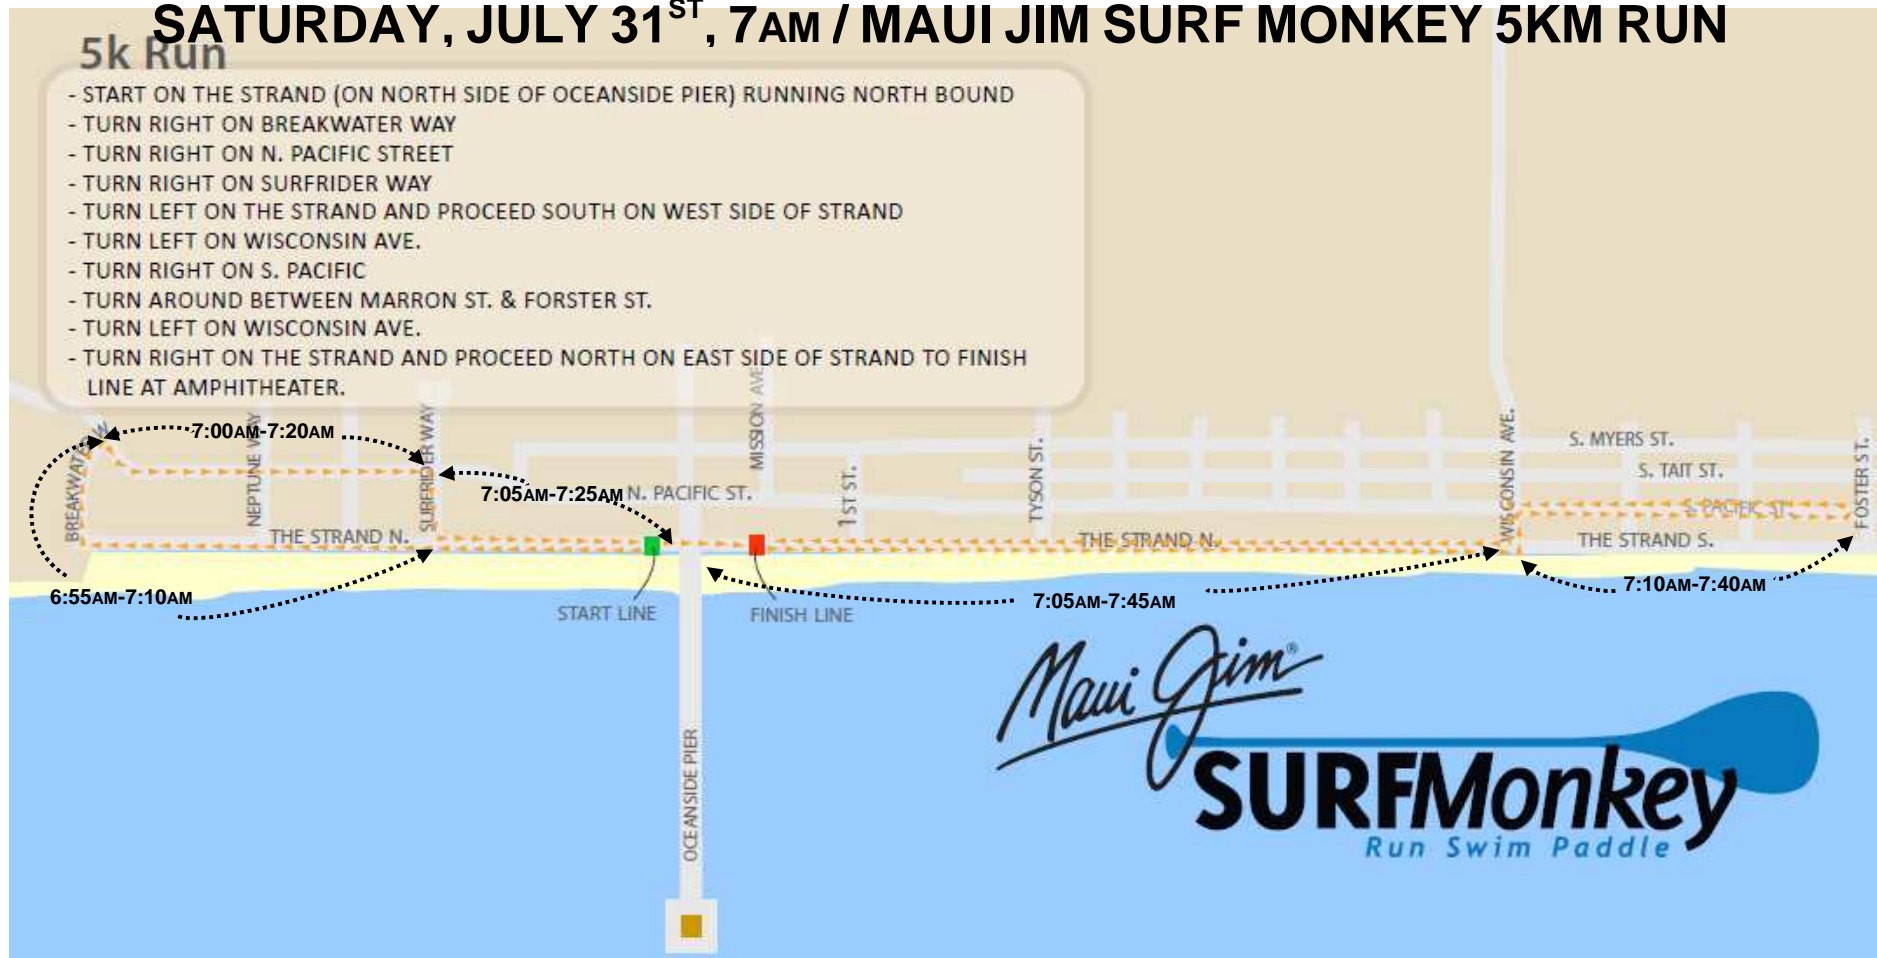 SATURDAY, JULY 31ST, 7AM / MAUI JIM SURF MONKEY 5KM RUN
5k Run
- START ON THE STRAND (ON NORTH SIDE OF OCEANSIDE PIER) RUNNING NORTH BOUND
- TURN RIGHT ON BREAKWATER WAY
- TURN RIGHT ON N. PACIFIC STREET
- TURN RIGHT ON SURFRIDER WAY
- TURN LEFT ON THE STRAND AND PROCEED SOUTH ON WEST SIDE OF STRAND
- TURN LEFT ON WISCONSIN AVE.
- TURN RIGHT ON S. PACIFIC
- TURN AROUND BETWEEN MARRON ST. & FORSTER ST.
- TURN LEFT ON WISCONSIN AVE.
- TURN RIGHT ON THE STRAND AND PROCEED NORTH ON EAST SIDE OF STRAND TO FINISH
LINE AT AMPHITHEATER.
BREAKWATER W
7:00AM-7:20AM
NEPTUNE WAY
SURFRIDER WAY
7:05AM-7:25AM
N. PACIFIC ST.
MISSION AVE
1ST ST.
TYSON ST.
WISCONSIN AVE.
S. MYERS ST.
S. TAIT ST.
S. PACIFIC ST
FOSTER ST.
THE STRAND N.
THE STRAND N.
THE STRAND S.
6:55AM-7:10AM
START LINE
FINISH LINE
7:05AM-7:45AM
7:10AM-7:40AM
OCEANSIDE PIER
Maui Jim®
SURFMonkey
Run Swim Paddle